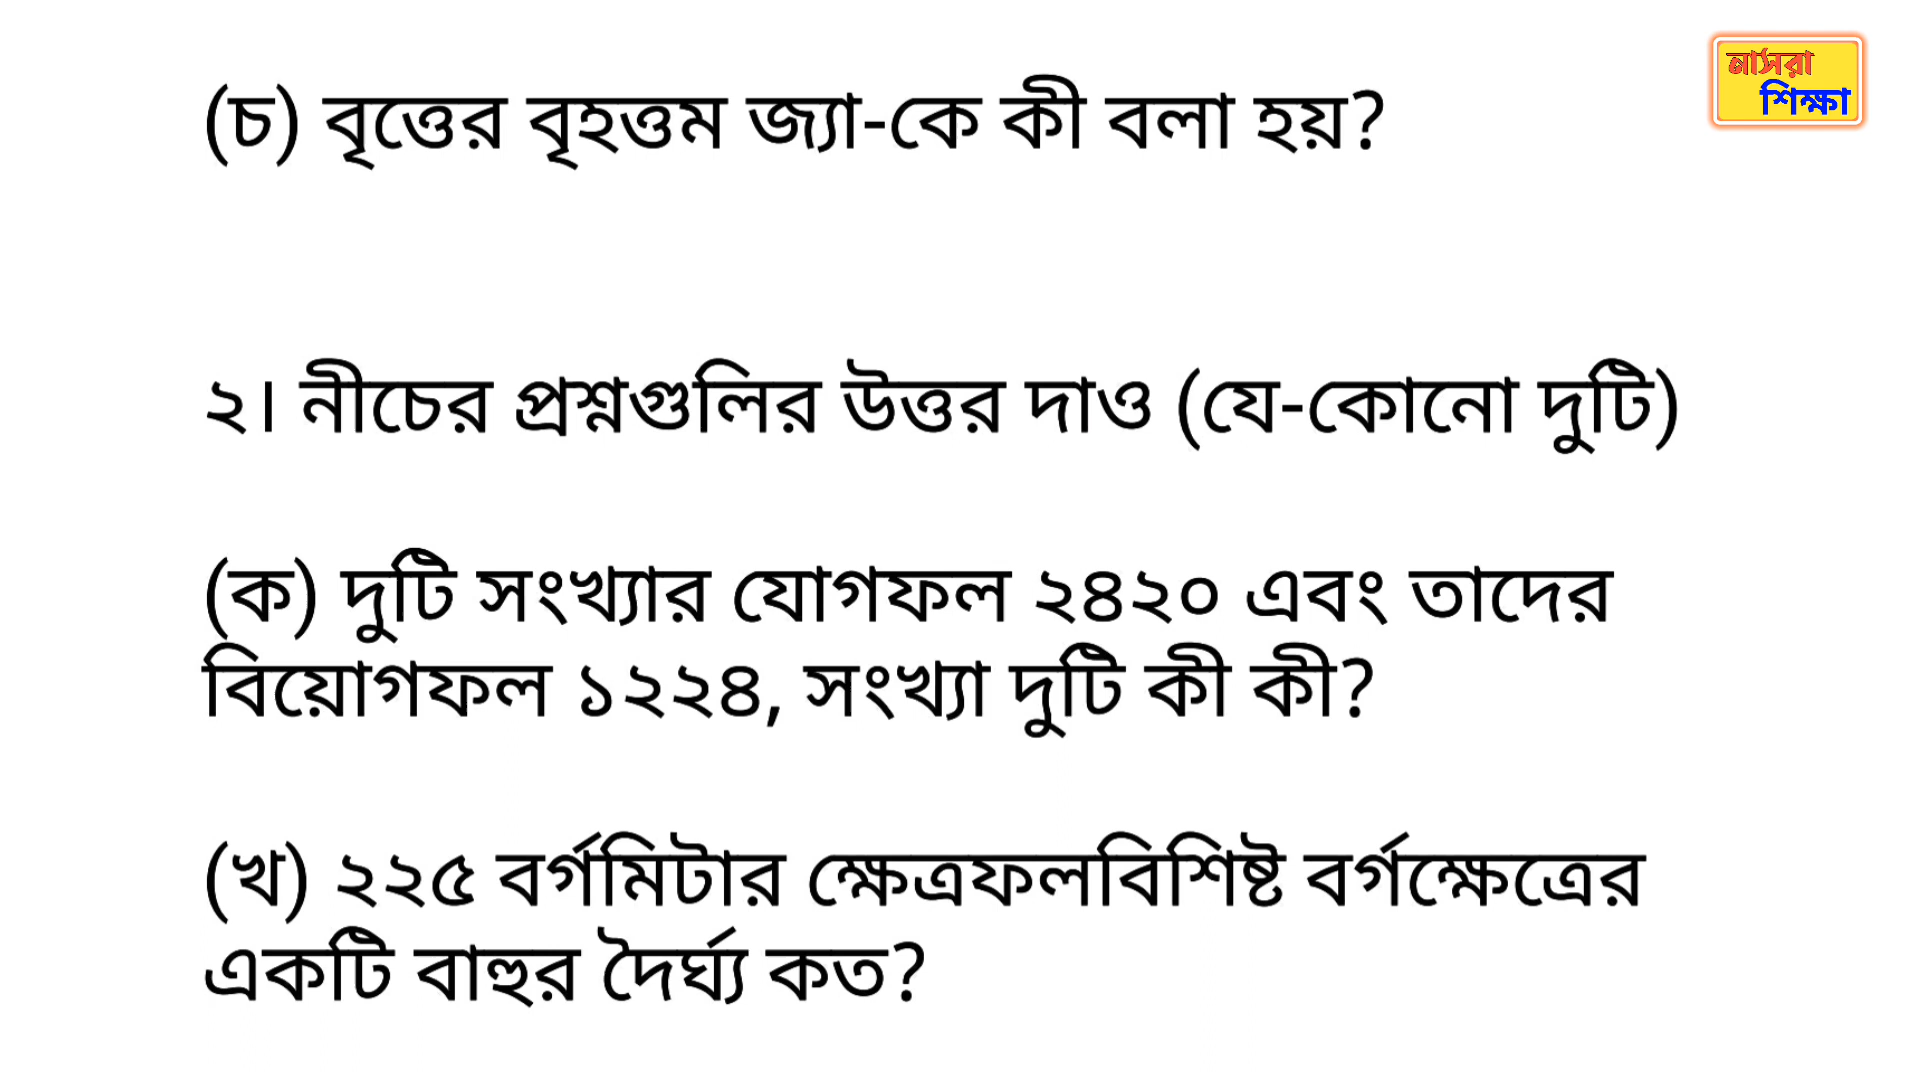 নাসরা
শিক্ষা
(চ) বৃত্তের বৃহত্তম জ্যা-কে কী বলা হয়?
২। নীচের প্রশ্নগুলির উত্তর দাও (যে-কোনো দুটি)
(ক) দুটি সংখ্যার যোগফল ২৪২০ এবং তাদের
বিয়োগফল ১২২৪, সংখ্যা দুটি কী কী?
(খ) ২২৫ বর্গমিটার ক্ষেত্রফলবিশিষ্ট বর্গক্ষেত্রের
একটি বাহুর দৈর্ঘ্য কত?